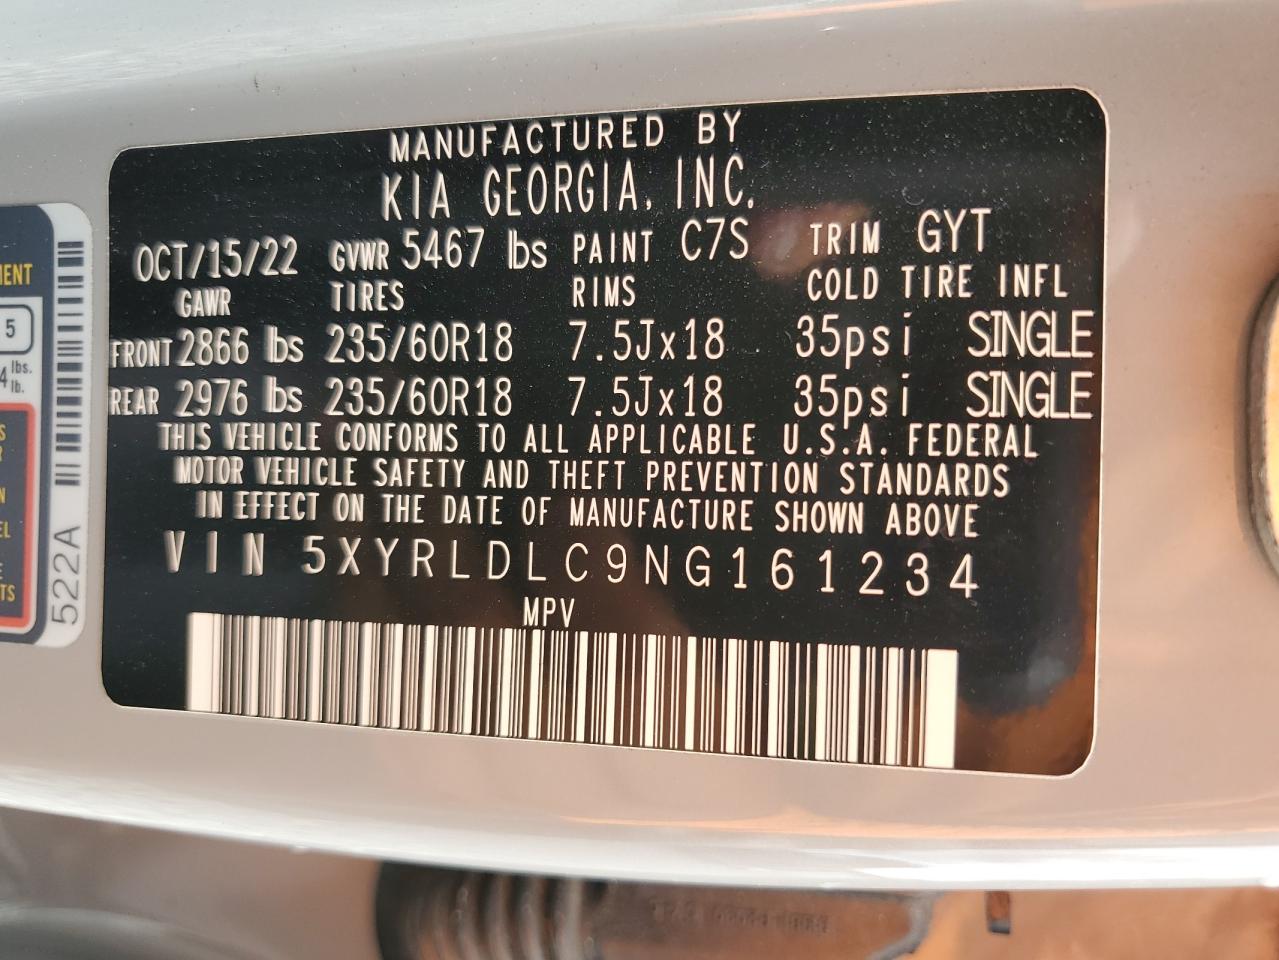 MANUFACTURED BY
KIA GEORGIA, INC.
OCT/15/22 GVWR 5467 lbs PAINT C7S TRIM GYT
GAWR TIRES RIMS COLD TIRE INFL
FRONT 2866 lbs 235/60R18 7.5Jx18 35psi SINGLE
REAR 2976 lbs 235/60R18 7.5Jx18 35psi SINGLE
THIS VEHICLE CONFORMS TO ALL APPLICABLE U.S.A. FEDERAL
MOTOR VEHICLE SAFETY AND THEFT PREVENTION STANDARDS
IN EFFECT ON THE DATE OF MANUFACTURE SHOWN ABOVE
VIN 5XYRLDLC9NG161234
MPV
5
lbs.
lb.
522A